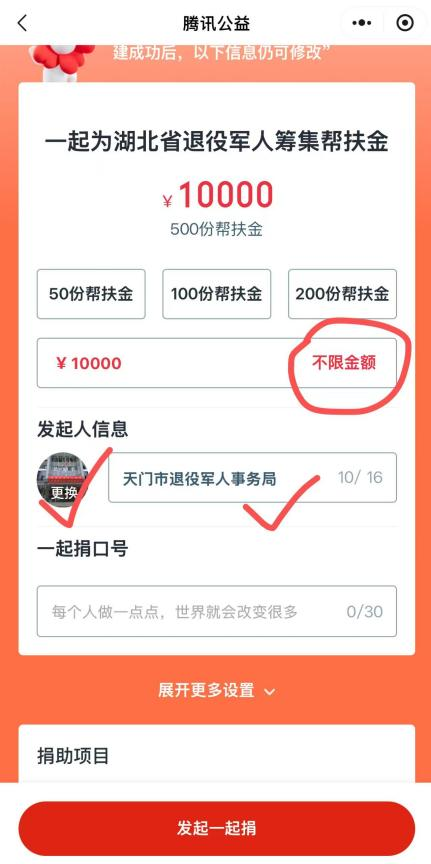 腾讯公益
建成功后，以下信息仍可修改”
一起为湖北省退役军人筹集帮扶金
￥10000
500份帮扶金
50份帮扶金
100份帮扶金
200份帮扶金
￥10000
不限金额
发起人信息
更换
天门市退役军人事务局
10/ 16
一起捐口号
每个人做一点点，世界就会改变很多
0/30
展开更多设置
捐助项目
发起一起捐